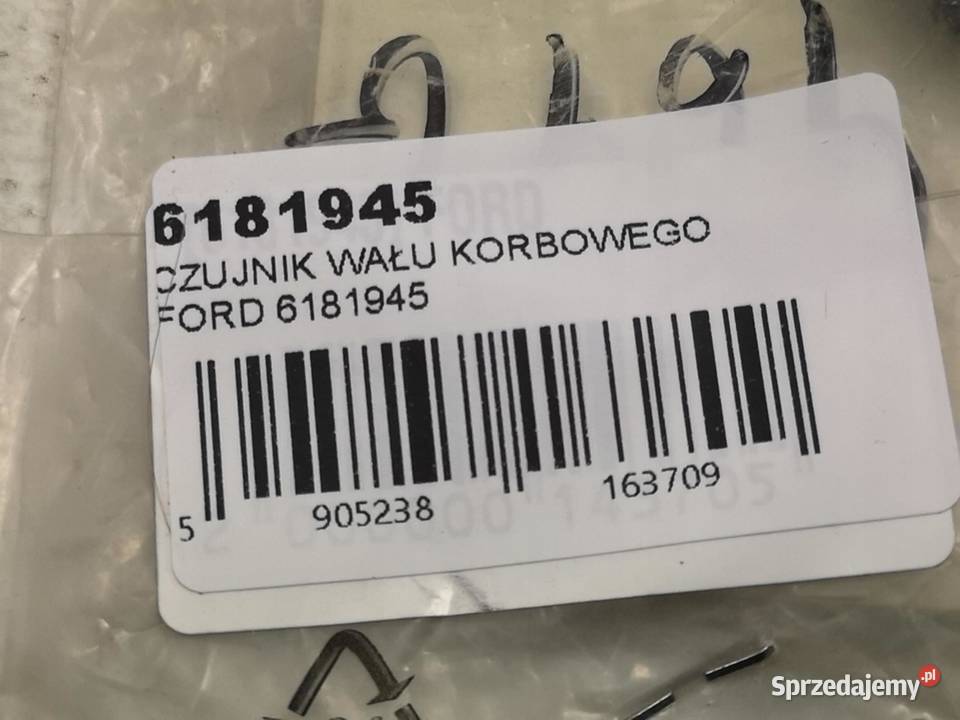 6181945
CZUJNIK WAŁU KORBOWEGO
FORD 6181945
5 905238 163709
Sprzedajemy.pl